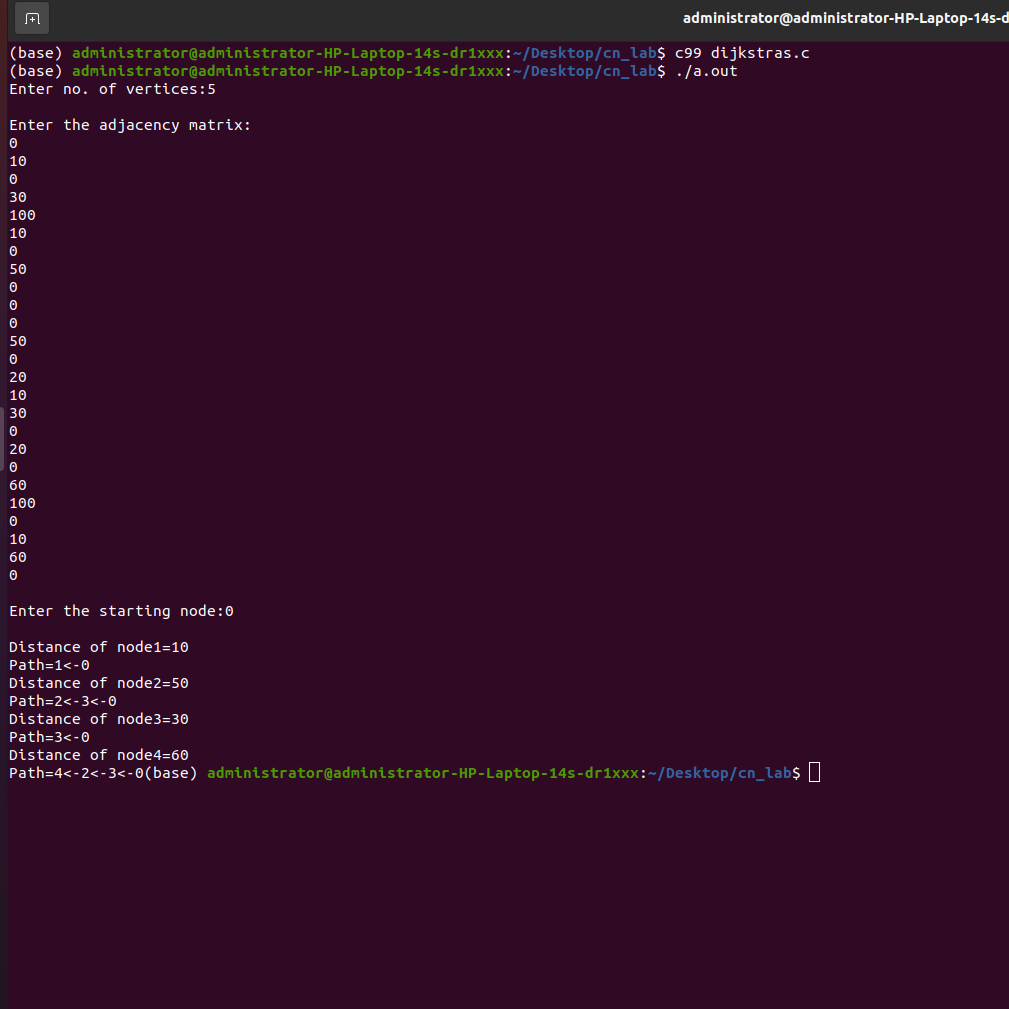 administrator@administrator-HP-Laptop-14s-d
(base) administrator@administrator-HP-Laptop-14s-dr1xxx:~/Desktop/cn_lab$ c99 dijkstras.c
(base) administrator@administrator-HP-Laptop-14s-dr1xxx:~/Desktop/cn_lab$ ./a.out
Enter no. of vertices:5
Enter the adjacency matrix:
0
10
0
30
100
10
0
50
0
0
0
50
0
20
10
30
0
20
0
60
100
0
10
60
0
Enter the starting node:0
Distance of node1=10
Path=1<-0
Distance of node2=50
Path=2<-3<-0
Distance of node3=30
Path=3<-0
Distance of node4=60
Path=4<-2<-3<-0(base) administrator@administrator-HP-Laptop-14s-dr1xxx:~/Desktop/cn_lab$